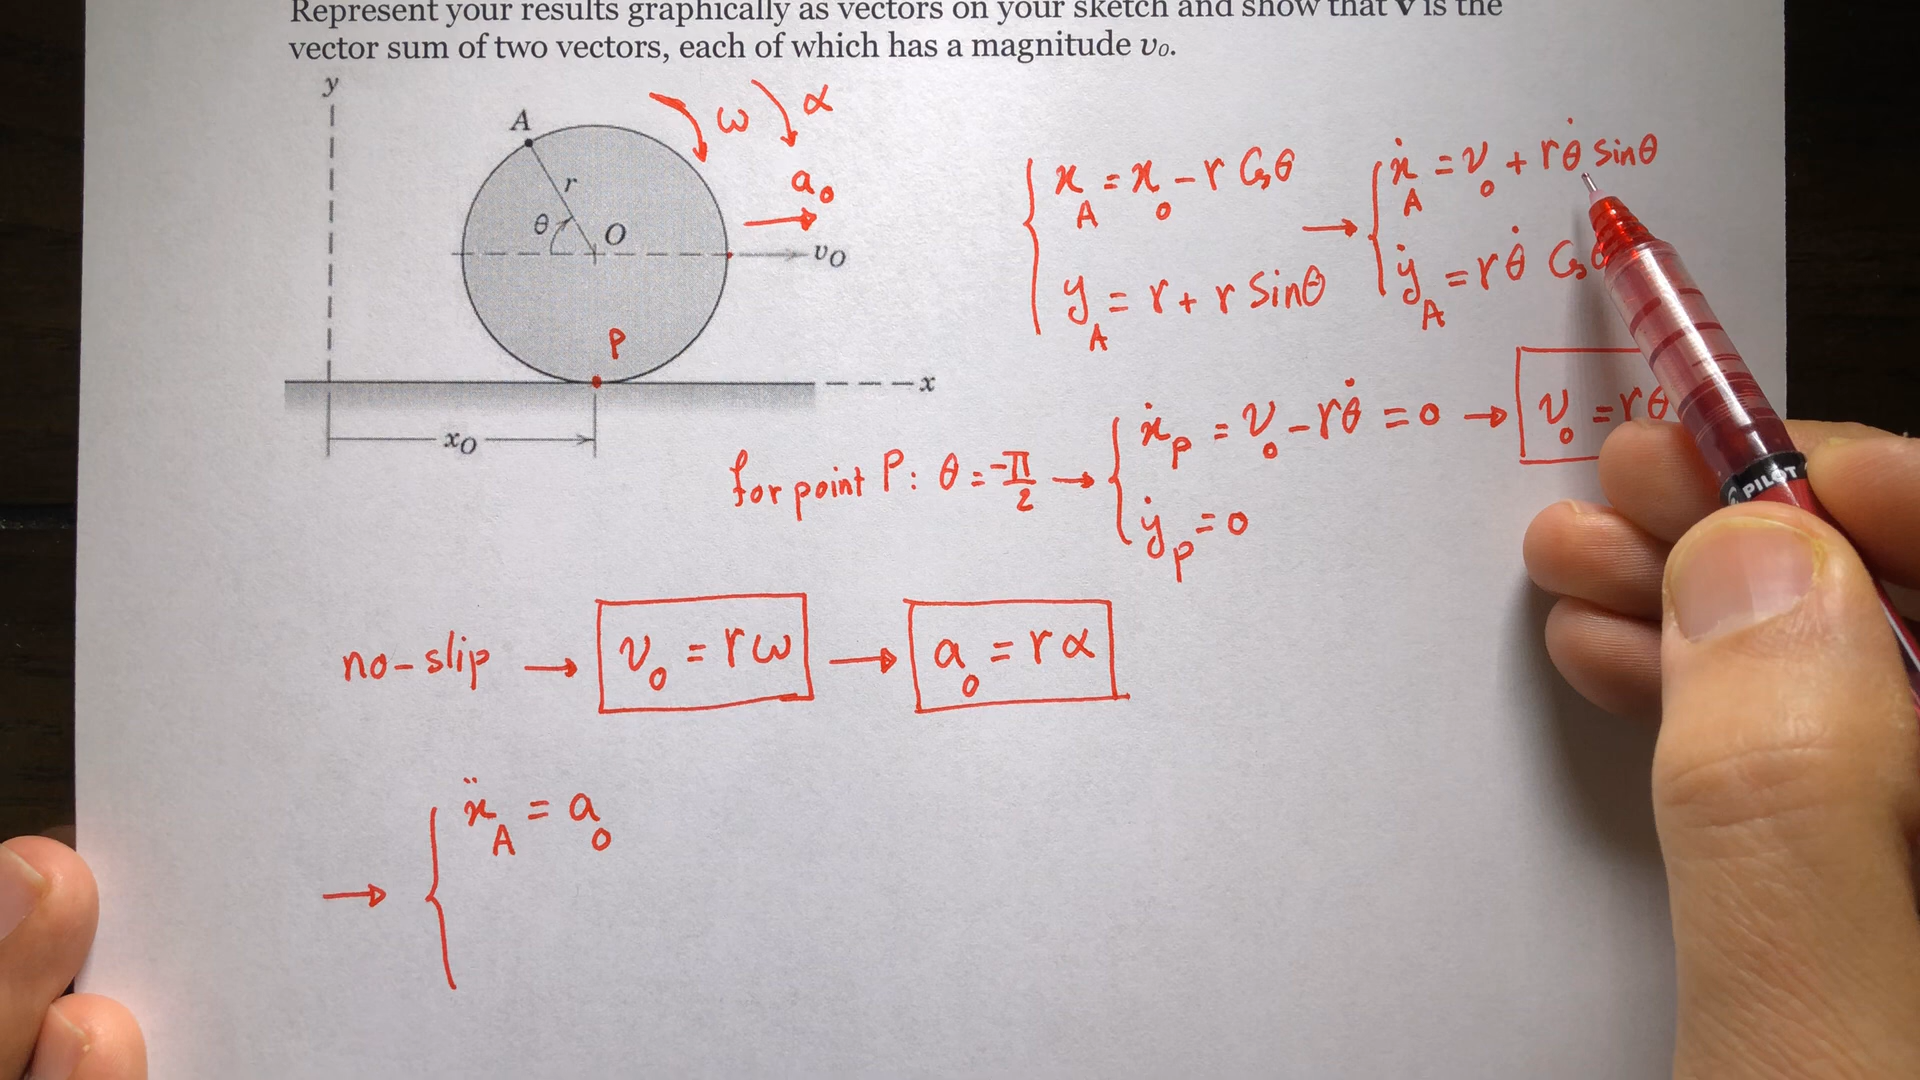 Represent your results graphically as vectors on your sketch and show that v is the
vector sum of two vectors, each of which has a magnitude vo.
y
A
ω
α
r
a₀
θ
O
vO
P
x
xO
x_A = x₀ - r Cosθ
y_A = r + r Sinθ
→
ẋ_A = v₀ + rθ̇ Sinθ
ẏ_A = rθ̇ Cos
for point P: θ = -π/2 →
ẋ_P = v₀ - rθ̇ = 0 → v₀ = rθ
ẏ_P = 0
no-slip → v₀ = rω → a₀ = rα
→
ẍ_A = a₀
PILOT